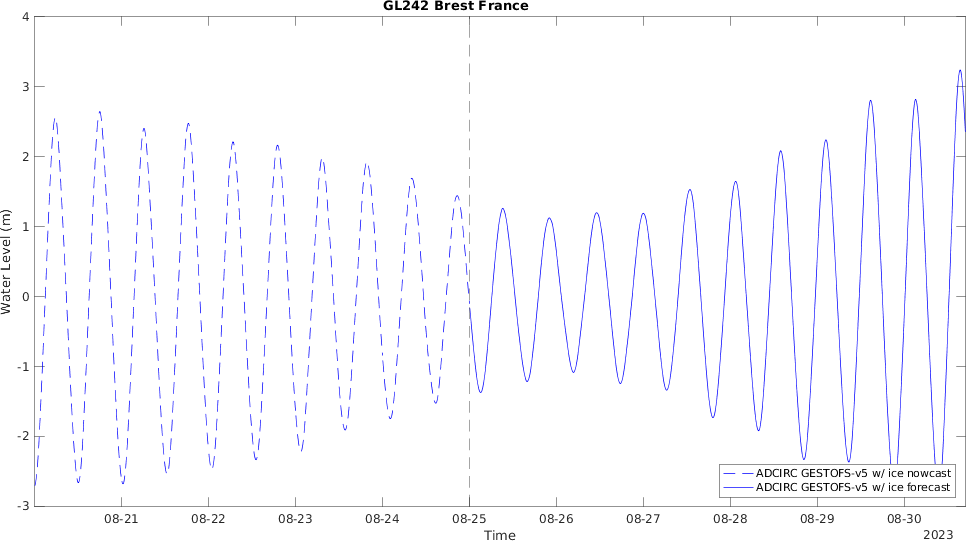 GL242 Brest France
4
3
2
1
0
-1
-2
-3
Water Level (m)
ADCIRC GESTOFS-v5 w/ ice nowcast
ADCIRC GESTOFS-v5 w/ ice forecast
08-21 08-22 08-23 08-24 08-25 08-26 08-27 08-28 08-29 08-30
Time
2023